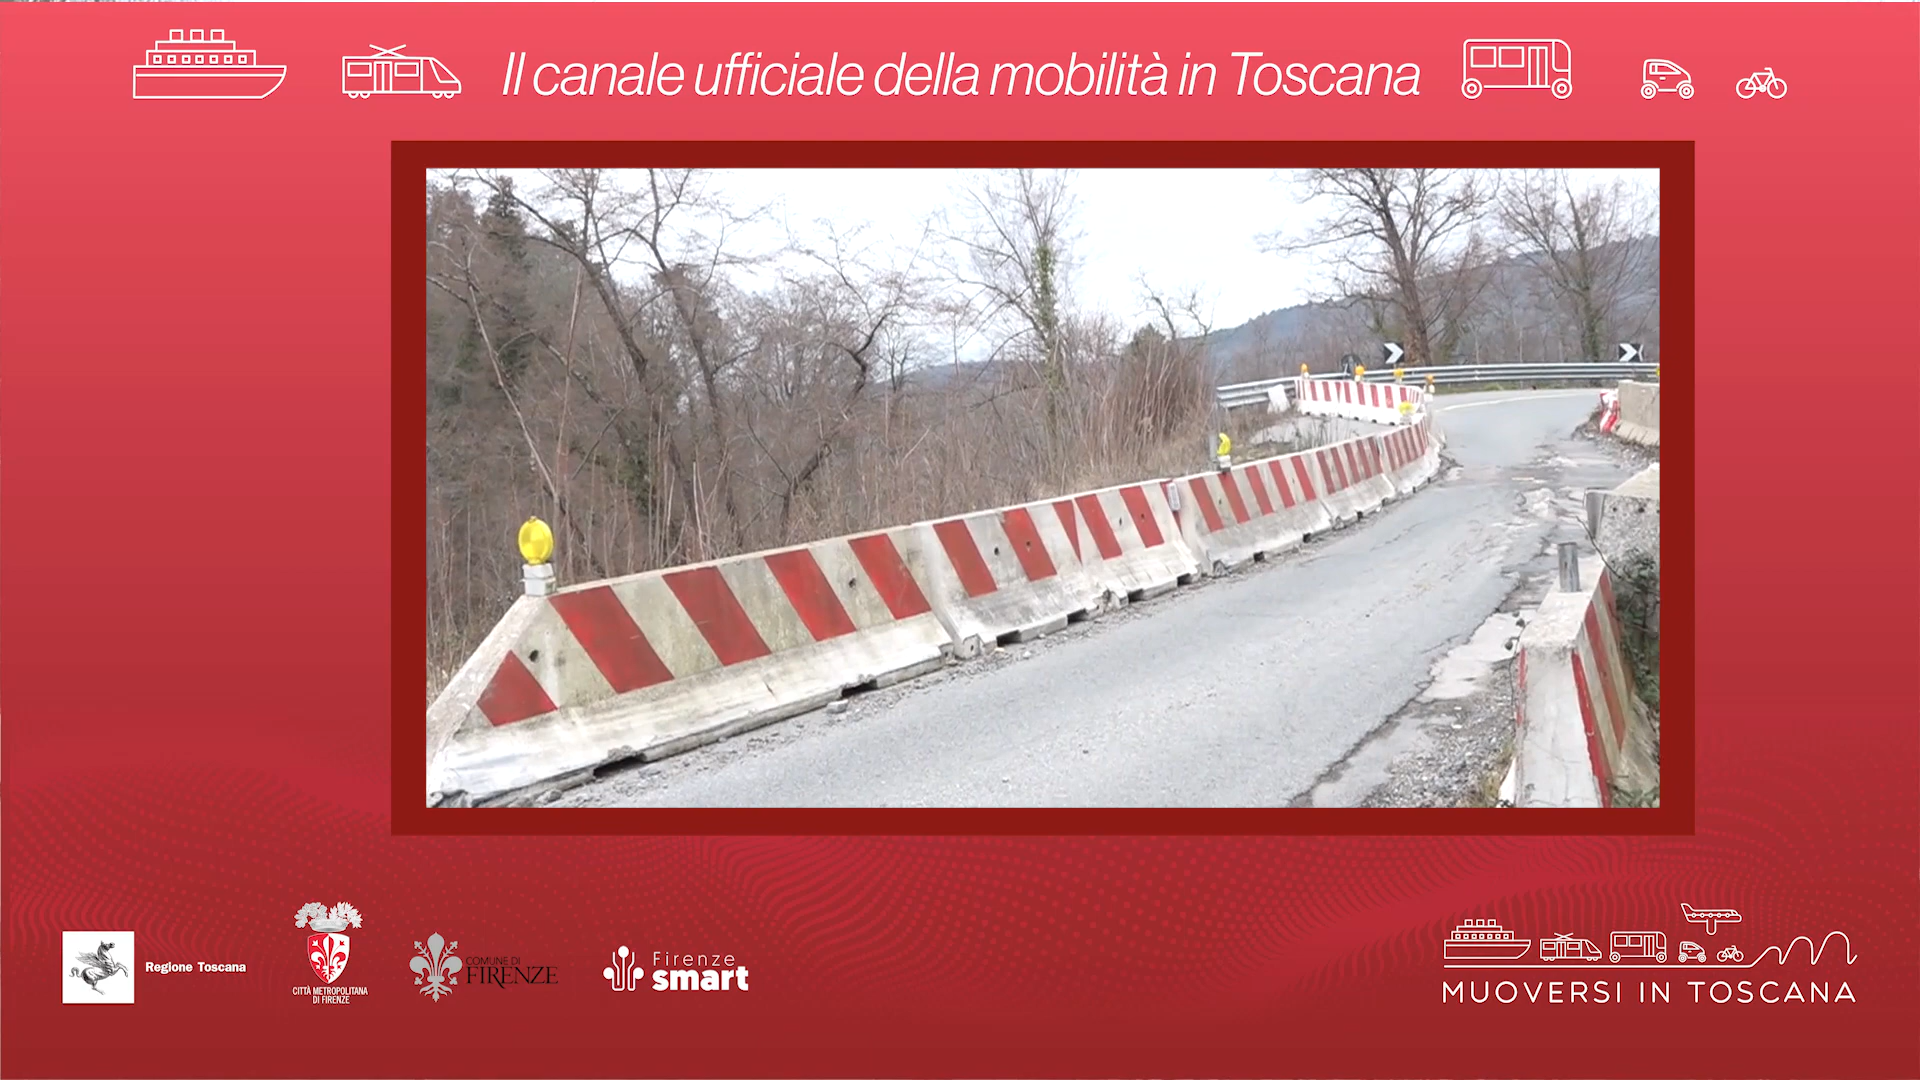 Il canale ufficiale della mobilità in Toscana
Regione Toscana
CITTÀ METROPOLITANA
DI FIRENZE
COMUNE DI
FIRENZE
Firenze
smart
MUOVERSI IN TOSCANA